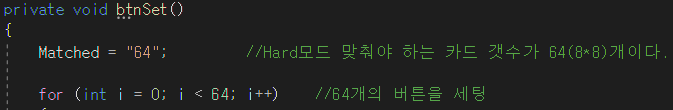 private void btnSet()
{
Matched = "64"; //Hard모드 맞춰야 하는 카드 갯수가 64(8*8)개이다.
for (int i = 0; i < 64; i++) //64개의 버튼을 세팅